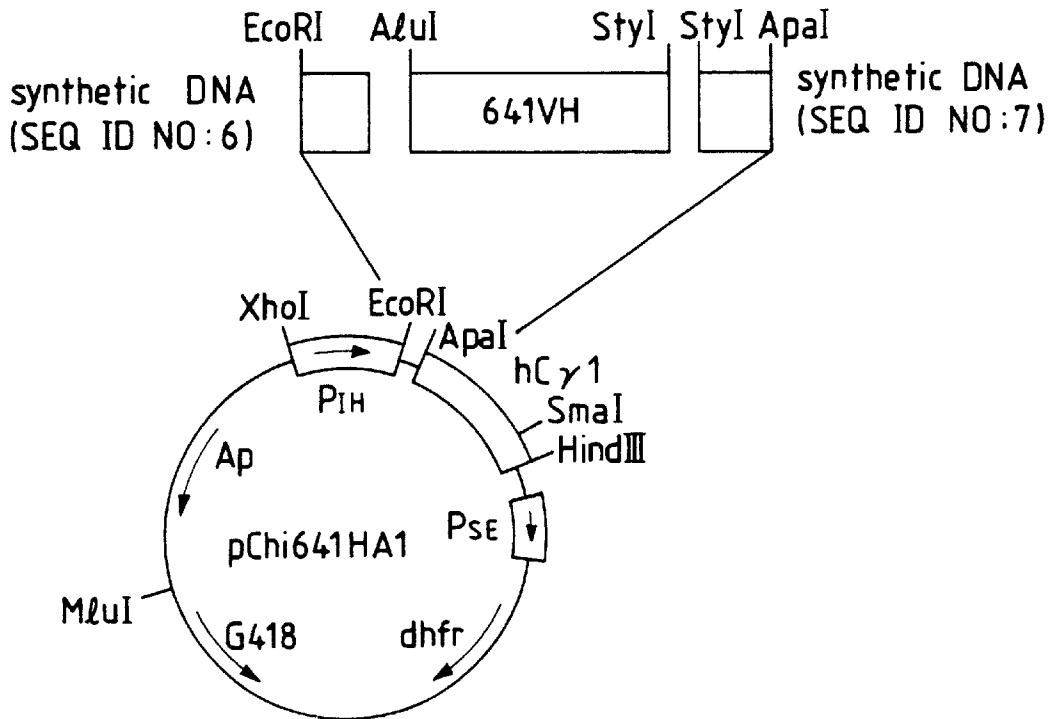 EcoRI AluI StyI StyI ApaI
synthetic DNA
(SEQ ID NO:6)
641VH
synthetic DNA
(SEQ ID NO:7)
XhoI EcoRI
ApaI
hCγ1
SmaI
HindIII
PIH
Ap
PSE
pChi641HA1
MluI
G418
dhfr